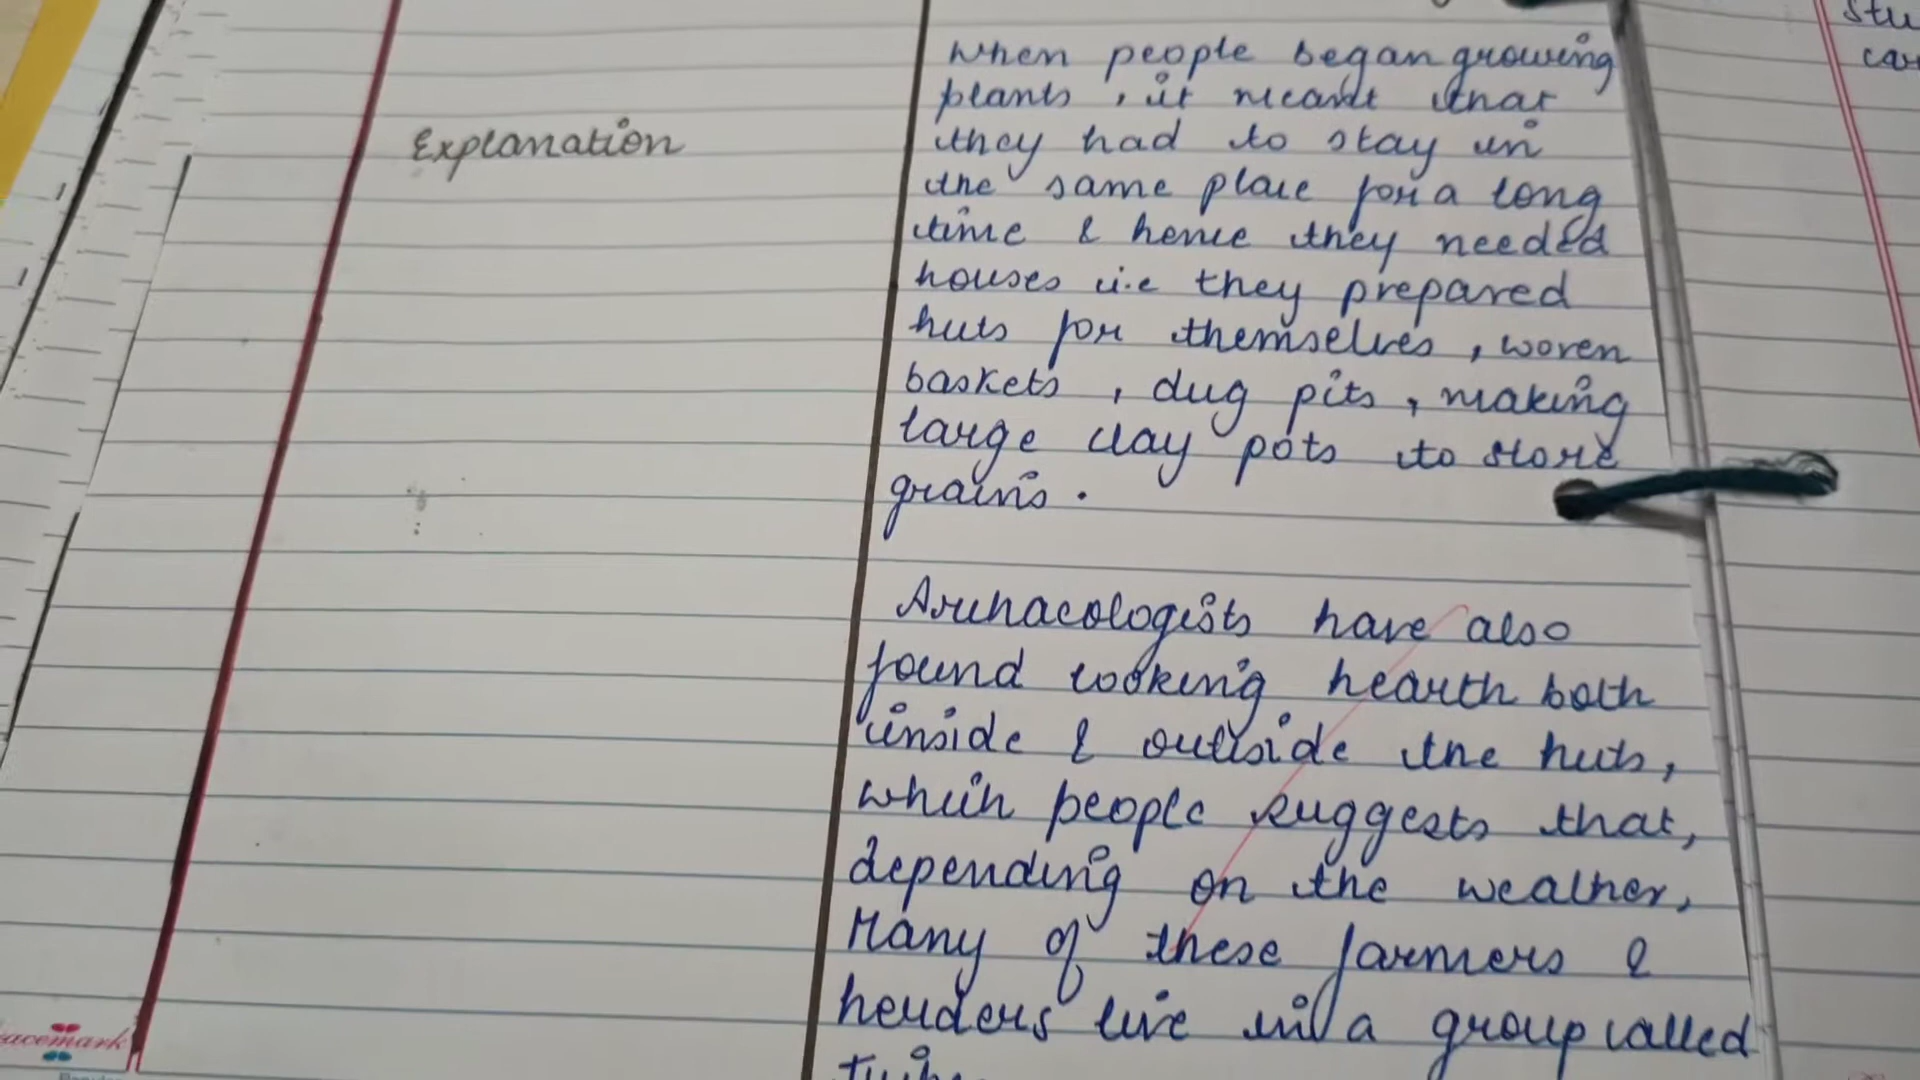 Explanation
When people began growing
plants, it meant that
they had to stay in
the same place for a long
time & hence they needed
houses i.e they prepared
huts for themselves, woven
baskets, dug pits, making
large clay pots to store
grains.
Archaeologists have also
found cooking hearth both
inside & outside the huts,
which people suggests that,
depending on the weather,
Many of these farmers &
herders live in a group called
stu